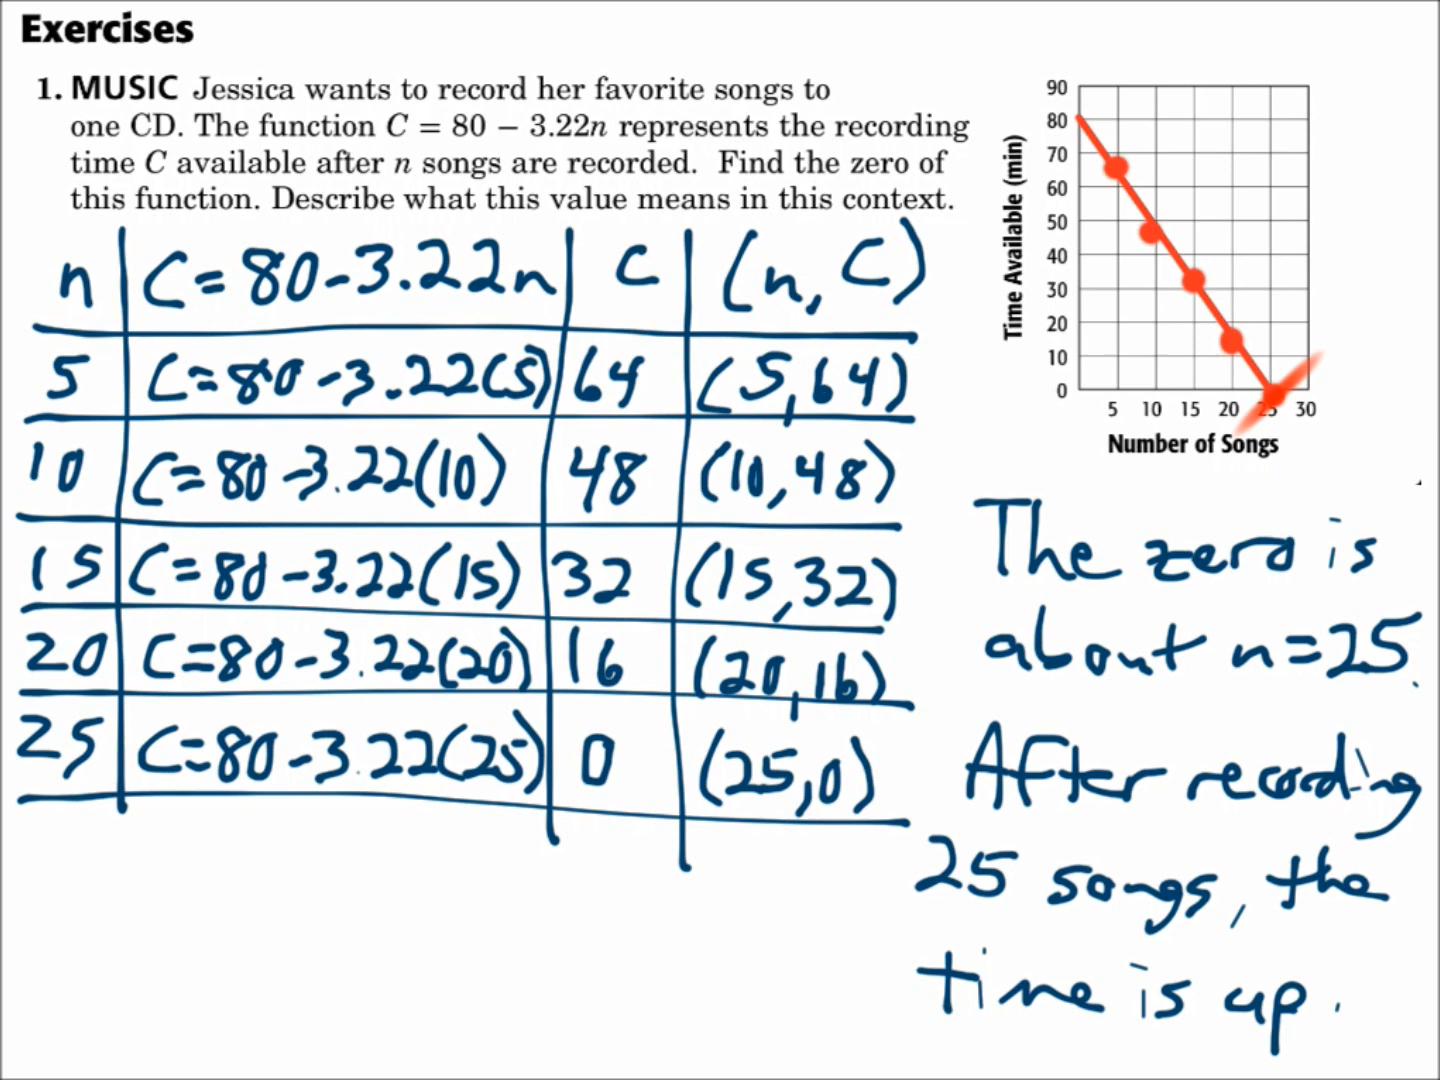 Exercises
1. MUSIC Jessica wants to record her favorite songs to
one CD. The function C = 80 − 3.22n represents the recording
time C available after n songs are recorded. Find the zero of
this function. Describe what this value means in this context.
n C=80-3.22n C (n, C)
5 C=80-3.22(5) 64 (5,64)
10 C=80-3.22(10) 48 (10,48)
15 C=80-3.22(15) 32 (15,32)
20 C=80-3.22(20) 16 (20,16)
25 C=80-3.22(25) 0 (25,0)
Time Available (min)
90
80
70
60
50
40
30
20
10
0
5 10 15 20 25 30
Number of Songs
The zero is
about n=25.
After recording
25 songs, the
time is up.